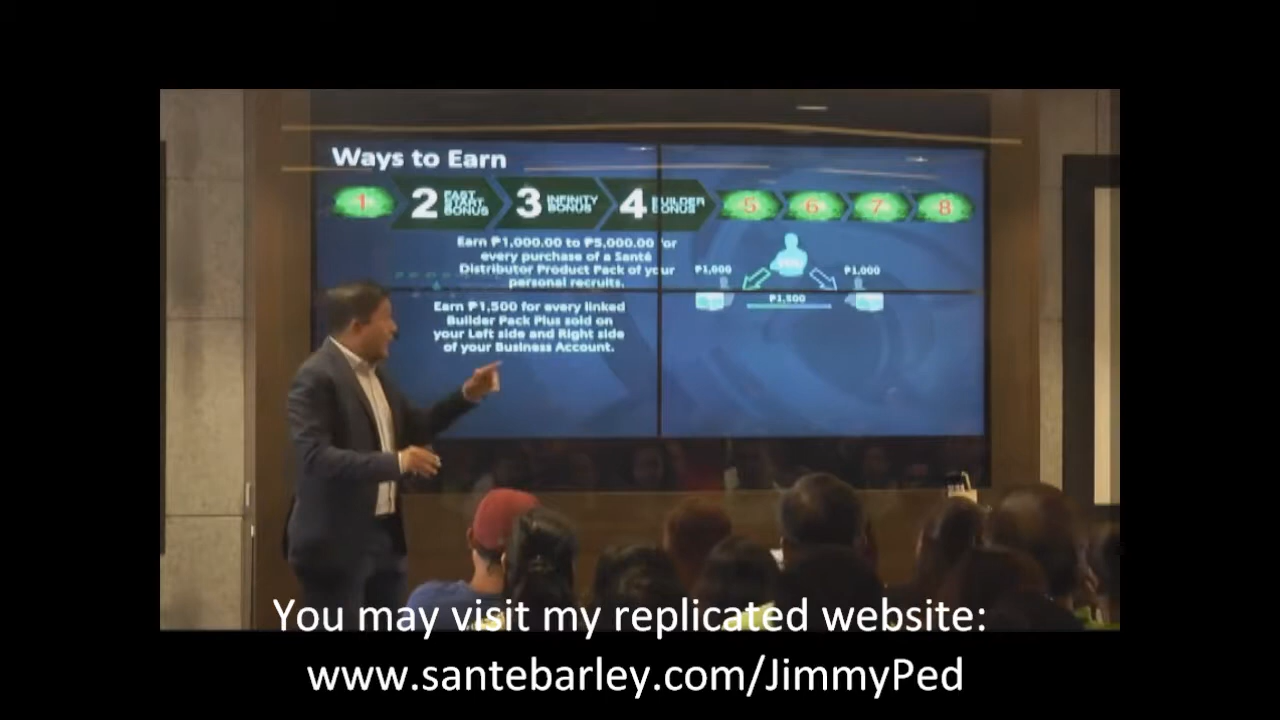 Ways to Earn
1 2 FAST START BONUS 3 INFINITY BONUS 4 BUILDER BONUS 5 6 7 8
Earn ₱1,000.00 to ₱5,000.00 for
every purchase of a Santé
Distributor Product Pack of your
personal recruits.
₱1,000 ₱1,000
₱1,500
Earn ₱1,500 for every linked
Builder Pack Plus sold on
your Left side and Right side
of your Business Account.
You may visit my replicated website:
www.santebarley.com/JimmyPed